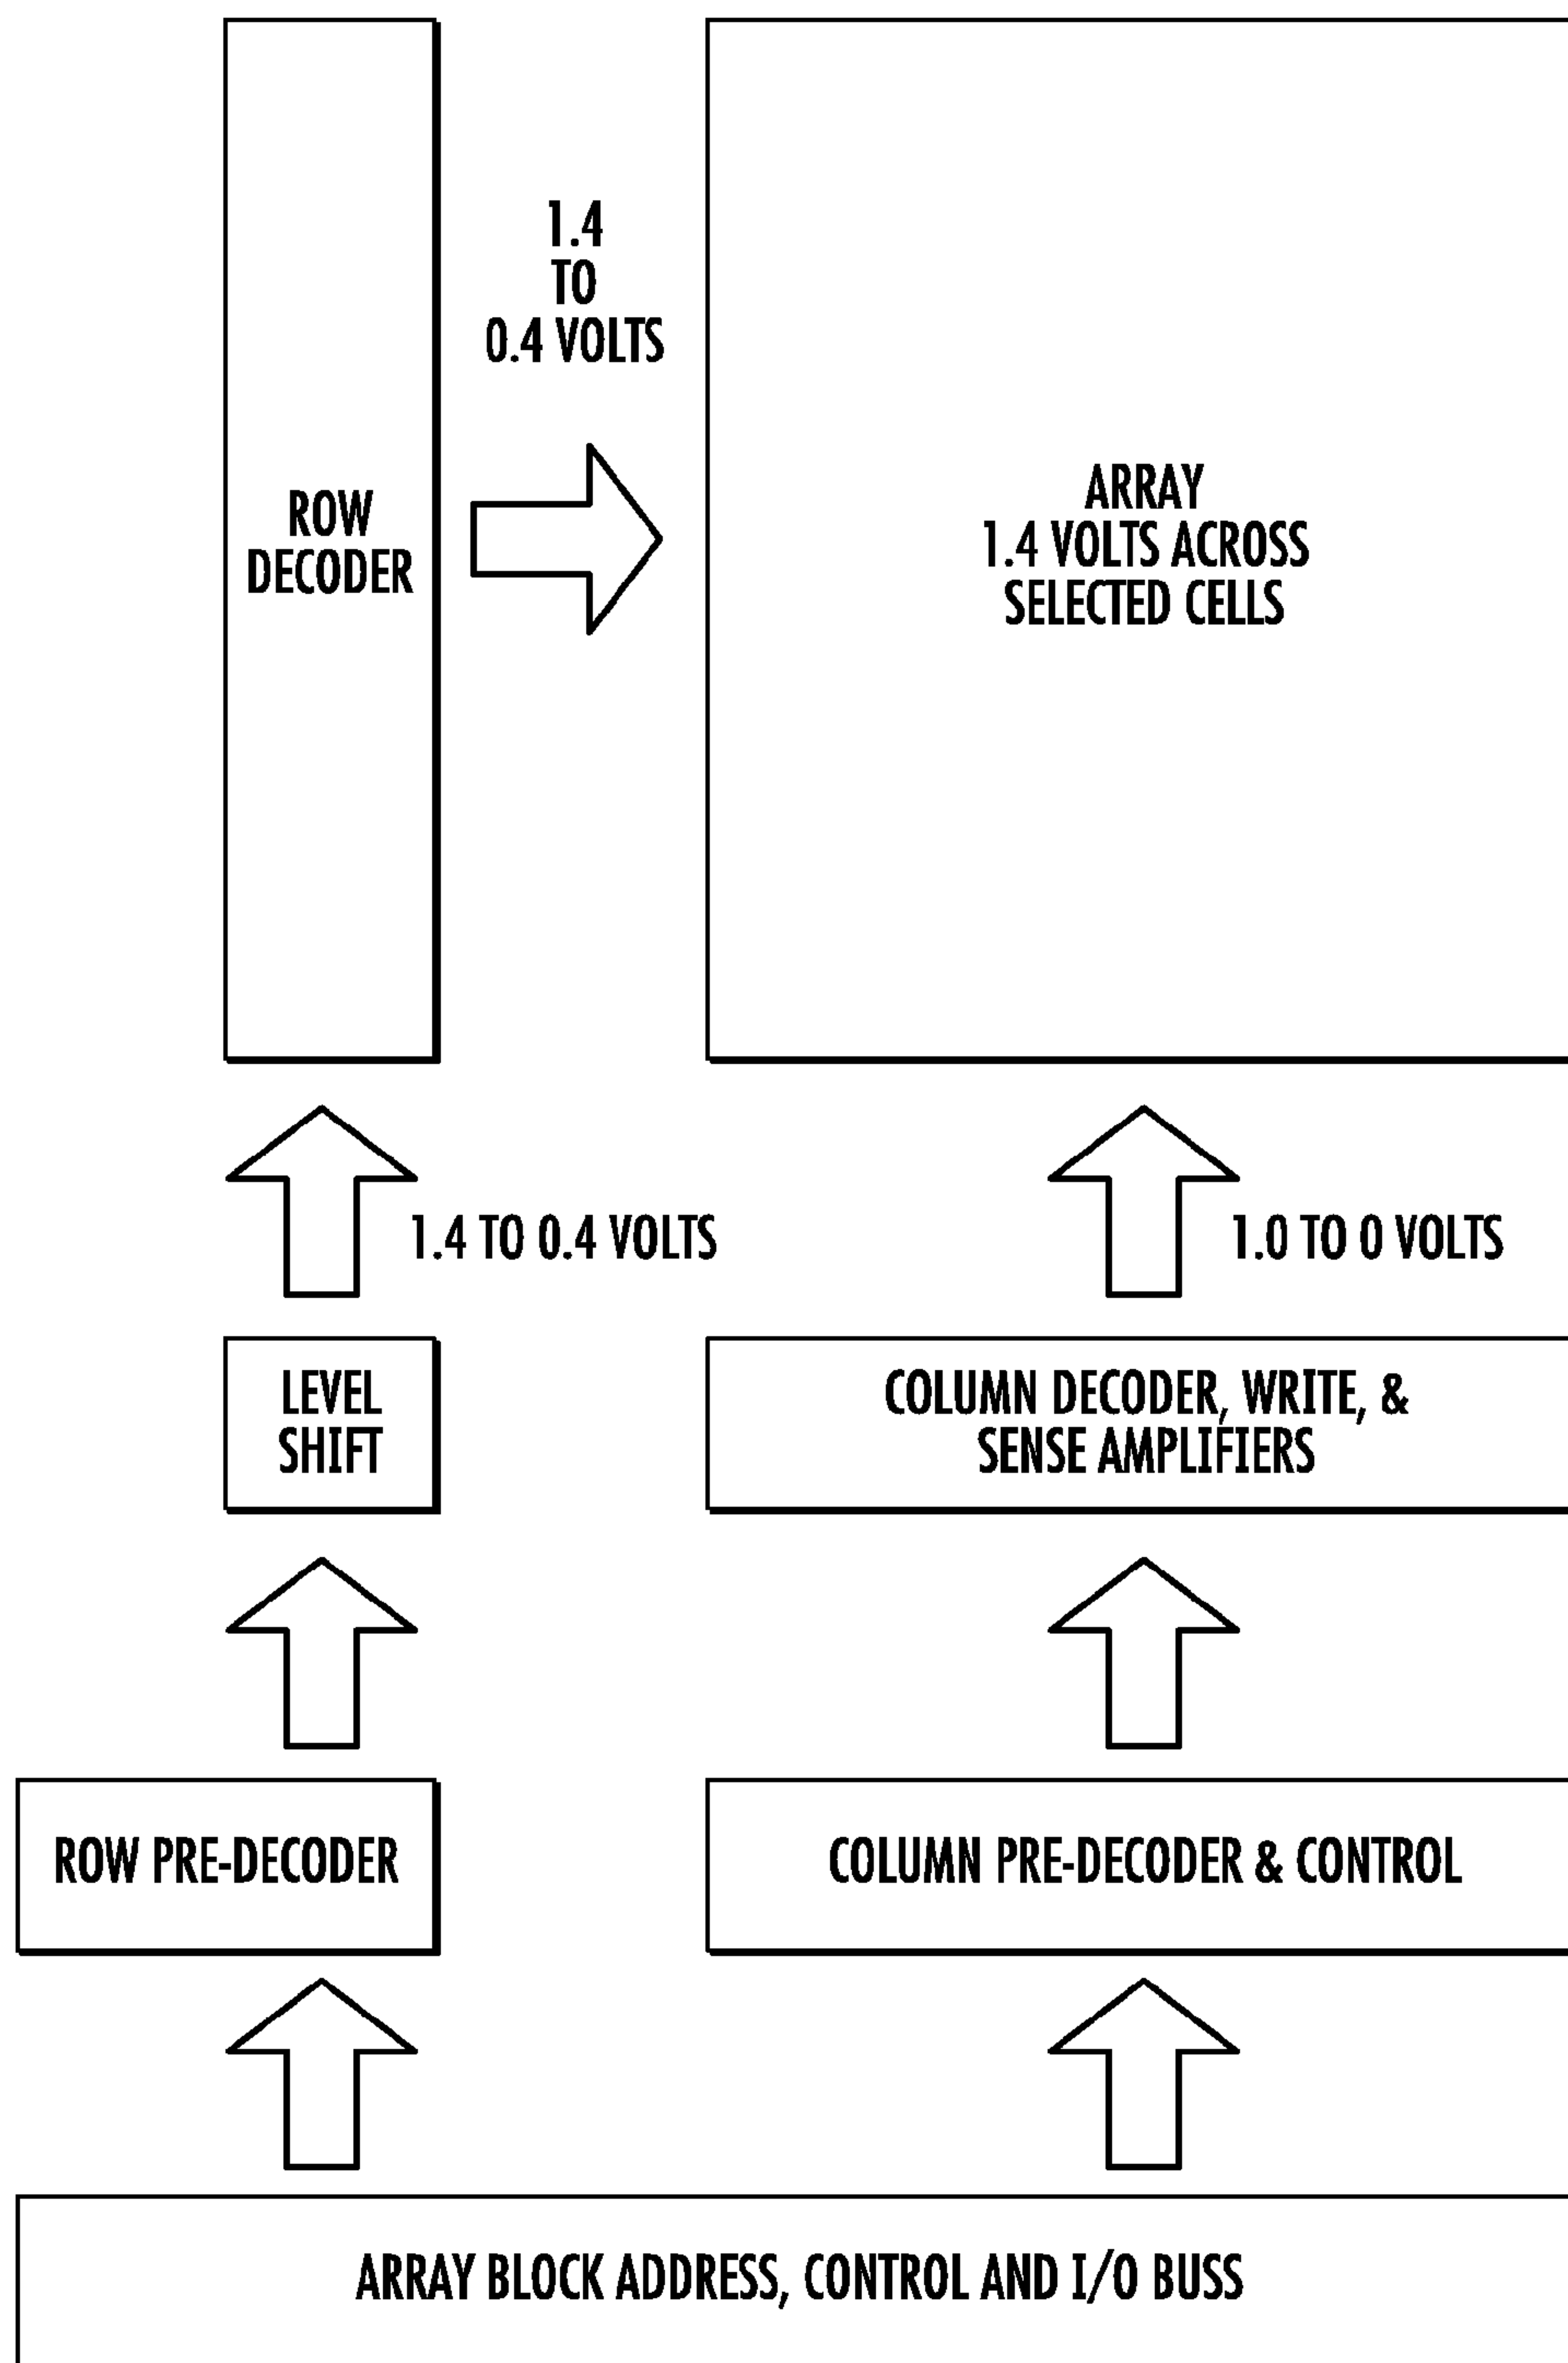 1.4
TO
0.4 VOLTS
ROW
DECODER
ARRAY
1.4 VOLTS ACROSS
SELECTED CELLS
1.4 TO 0.4 VOLTS
1.0 TO 0 VOLTS
LEVEL
SHIFT
COLUMN DECODER, WRITE, &
SENSE AMPLIFIERS
ROW PRE-DECODER
COLUMN PRE-DECODER & CONTROL
ARRAY BLOCK ADDRESS, CONTROL AND I/O BUSS